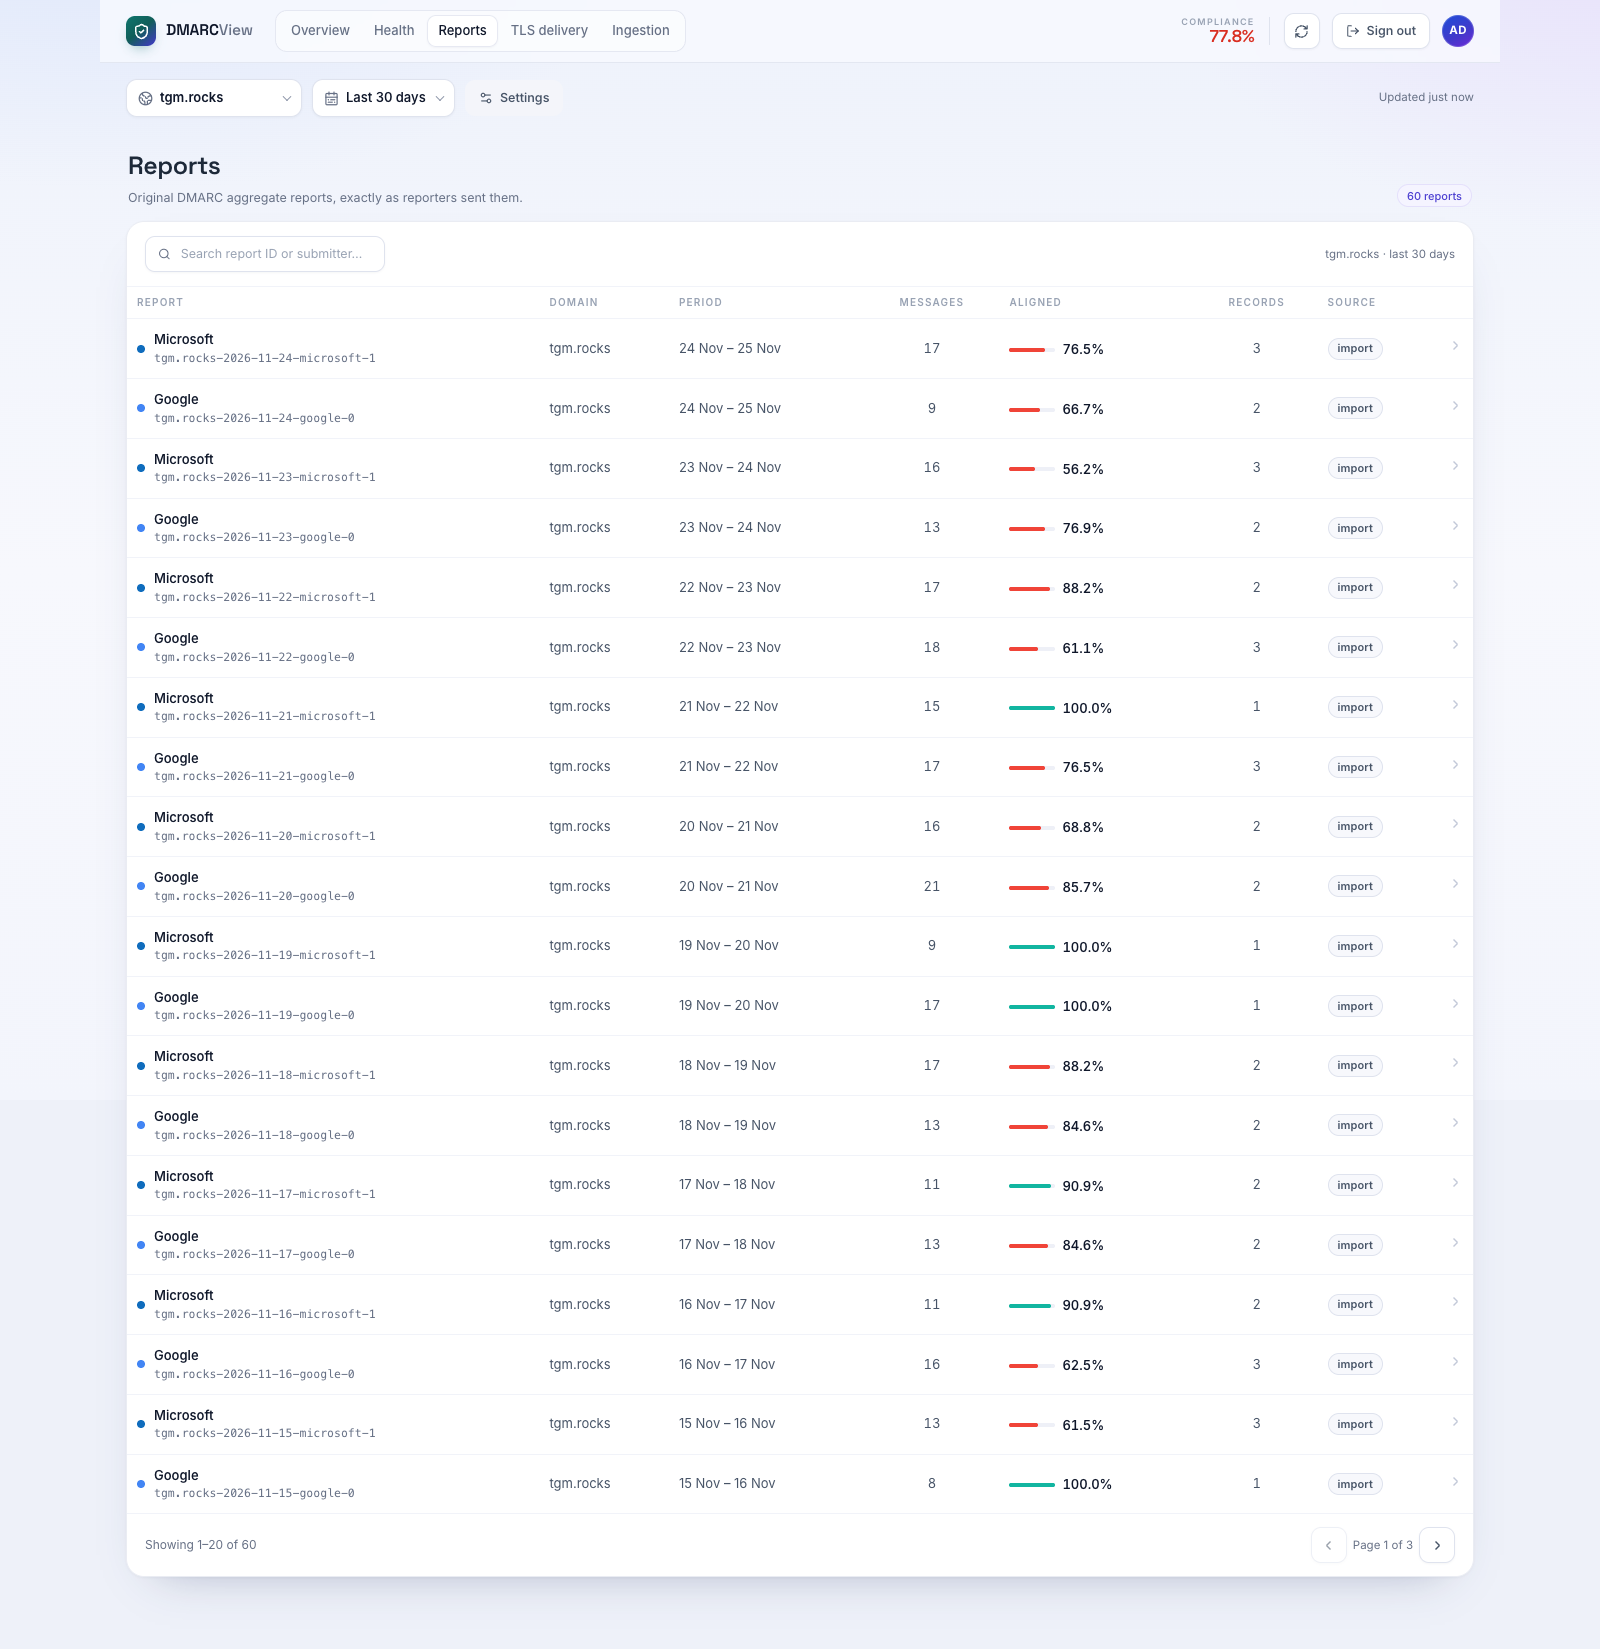 DMARCView
Overview Health Reports TLS delivery Ingestion
COMPLIANCE
77.8%
Sign out
AD
tgm.rocks
Last 30 days
Settings
Updated just now
Reports
Original DMARC aggregate reports, exactly as reporters sent them.
60 reports
Search report ID or submitter...
tgm.rocks · last 30 days
REPORT DOMAIN PERIOD MESSAGES ALIGNED RECORDS SOURCE
Microsoft
tgm.rocks-2026-11-24-microsoft-1
tgm.rocks 24 Nov – 25 Nov 17 76.5% 3 import
Google
tgm.rocks-2026-11-24-google-0
tgm.rocks 24 Nov – 25 Nov 9 66.7% 2 import
Microsoft
tgm.rocks-2026-11-23-microsoft-1
tgm.rocks 23 Nov – 24 Nov 16 56.2% 3 import
Google
tgm.rocks-2026-11-23-google-0
tgm.rocks 23 Nov – 24 Nov 13 76.9% 2 import
Microsoft
tgm.rocks-2026-11-22-microsoft-1
tgm.rocks 22 Nov – 23 Nov 17 88.2% 2 import
Google
tgm.rocks-2026-11-22-google-0
tgm.rocks 22 Nov – 23 Nov 18 61.1% 3 import
Microsoft
tgm.rocks-2026-11-21-microsoft-1
tgm.rocks 21 Nov – 22 Nov 15 100.0% 1 import
Google
tgm.rocks-2026-11-21-google-0
tgm.rocks 21 Nov – 22 Nov 17 76.5% 3 import
Microsoft
tgm.rocks-2026-11-20-microsoft-1
tgm.rocks 20 Nov – 21 Nov 16 68.8% 2 import
Google
tgm.rocks-2026-11-20-google-0
tgm.rocks 20 Nov – 21 Nov 21 85.7% 2 import
Microsoft
tgm.rocks-2026-11-19-microsoft-1
tgm.rocks 19 Nov – 20 Nov 9 100.0% 1 import
Google
tgm.rocks-2026-11-19-google-0
tgm.rocks 19 Nov – 20 Nov 17 100.0% 1 import
Microsoft
tgm.rocks-2026-11-18-microsoft-1
tgm.rocks 18 Nov – 19 Nov 17 88.2% 2 import
Google
tgm.rocks-2026-11-18-google-0
tgm.rocks 18 Nov – 19 Nov 13 84.6% 2 import
Microsoft
tgm.rocks-2026-11-17-microsoft-1
tgm.rocks 17 Nov – 18 Nov 11 90.9% 2 import
Google
tgm.rocks-2026-11-17-google-0
tgm.rocks 17 Nov – 18 Nov 13 84.6% 2 import
Microsoft
tgm.rocks-2026-11-16-microsoft-1
tgm.rocks 16 Nov – 17 Nov 11 90.9% 2 import
Google
tgm.rocks-2026-11-16-google-0
tgm.rocks 16 Nov – 17 Nov 16 62.5% 3 import
Microsoft
tgm.rocks-2026-11-15-microsoft-1
tgm.rocks 15 Nov – 16 Nov 13 61.5% 3 import
Google
tgm.rocks-2026-11-15-google-0
tgm.rocks 15 Nov – 16 Nov 8 100.0% 1 import
Showing 1–20 of 60
Page 1 of 3